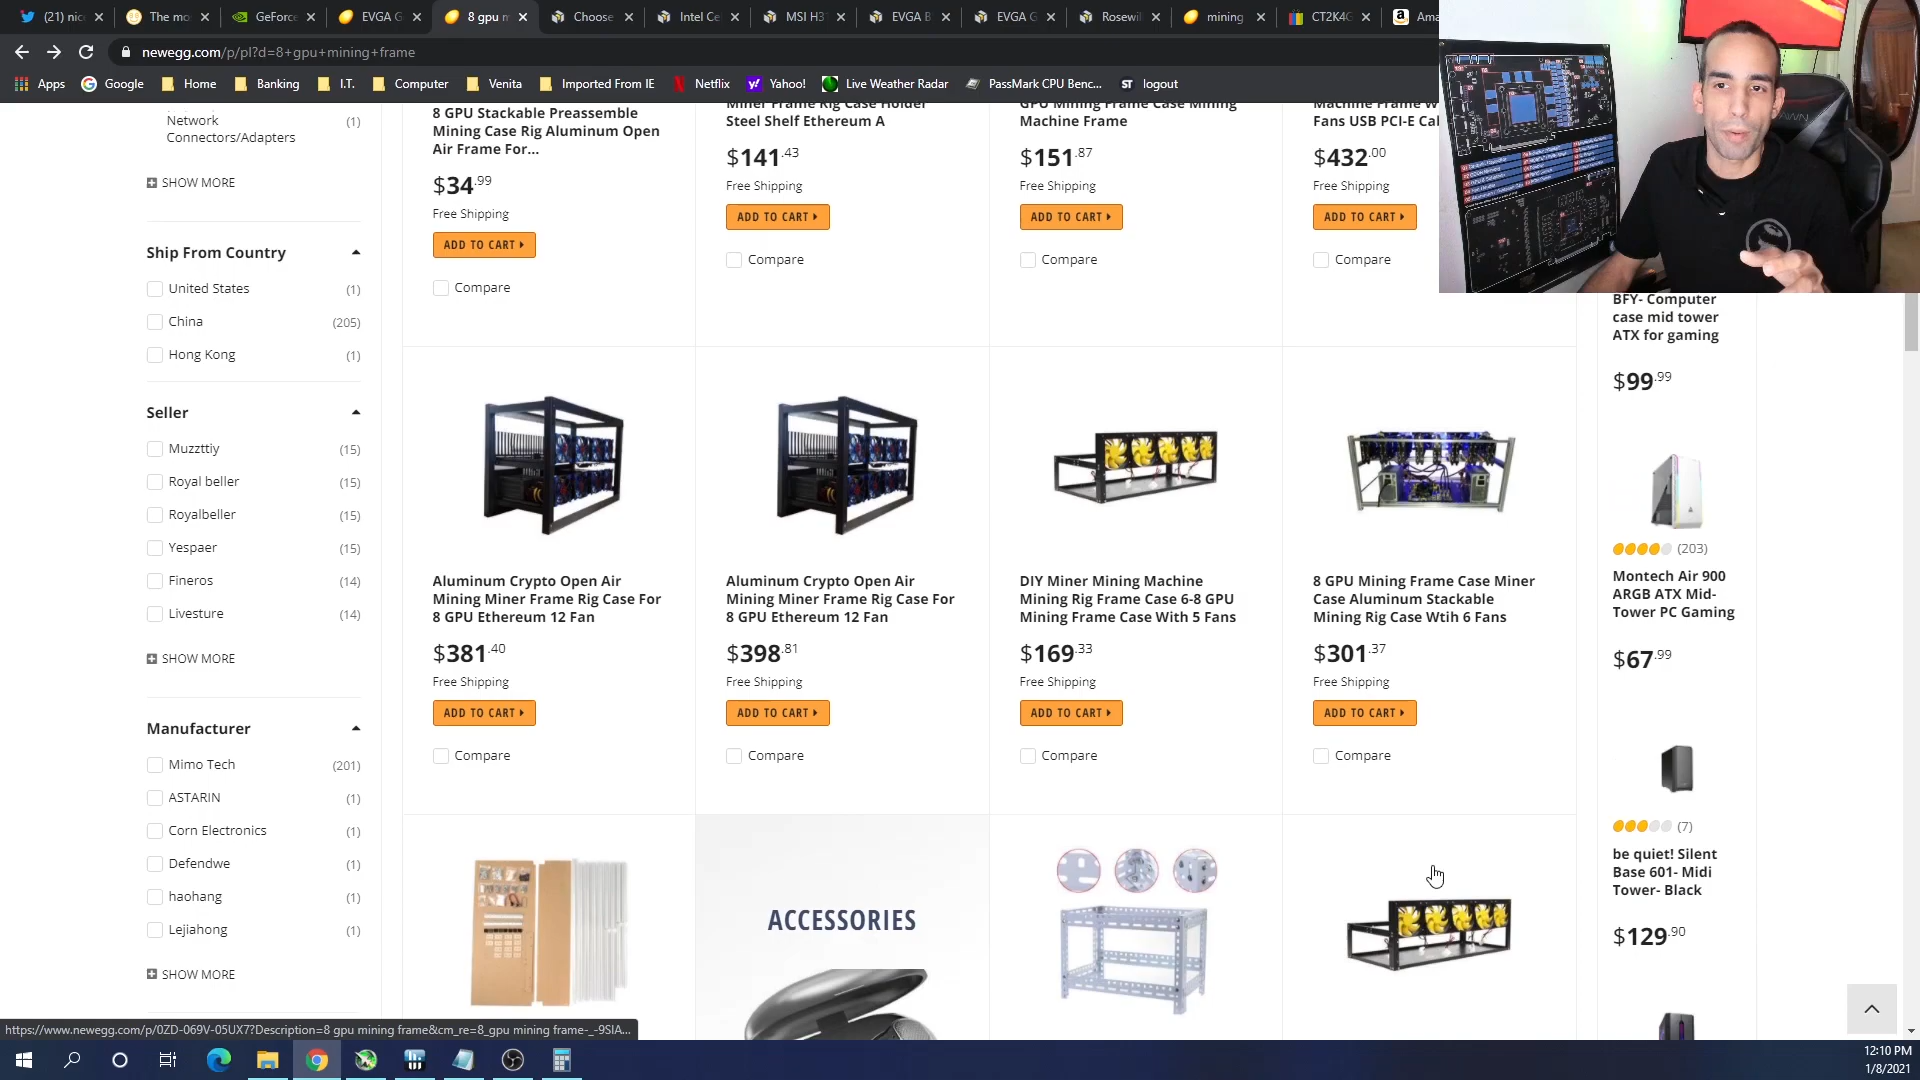 (21) nic
The mo
GeForc
EVGA G
8 gpu m
Choose
Intel Ce
MSI H3
EVGA B
EVGA G
Rosewil
mining
CT2K4G
Ama
newegg.com/p/pl?d=8+gpu+mining+frame
Apps
Google
Home
Banking
I.T.
Computer
Venita
Imported From IE
Netflix
Yahoo!
Live Weather Radar
PassMark CPU Benc...
logout
Network
Connectors/Adapters
(1)
SHOW MORE
Ship From Country
United States (1)
China (205)
Hong Kong (1)
Seller
Muzzttiy (15)
Royal beller (15)
Royalbeller (15)
Yespaer (15)
Fineros (14)
Livesture (14)
SHOW MORE
Manufacturer
Mimo Tech (201)
ASTARIN (1)
Corn Electronics (1)
Defendwe (1)
haohang (1)
Lejiahong (1)
SHOW MORE
8 GPU Stackable Preassemble
Mining Case Rig Aluminum Open
Air Frame For...
$34.99
Free Shipping
ADD TO CART
Compare
Miner Frame Rig Case Holder
Steel Shelf Ethereum A
$141.43
Free Shipping
ADD TO CART
Compare
GPU Mining Frame Case Mining
Machine Frame
$151.87
Free Shipping
ADD TO CART
Compare
Machine Frame W
Fans USB PCI-E Cal
$432.00
Free Shipping
ADD TO CART
Compare
Aluminum Crypto Open Air
Mining Miner Frame Rig Case For
8 GPU Ethereum 12 Fan
$381.40
Free Shipping
ADD TO CART
Compare
Aluminum Crypto Open Air
Mining Miner Frame Rig Case For
8 GPU Ethereum 12 Fan
$398.81
Free Shipping
ADD TO CART
Compare
DIY Miner Mining Machine
Mining Rig Frame Case 6-8 GPU
Mining Frame Case With 5 Fans
$169.33
Free Shipping
ADD TO CART
Compare
8 GPU Mining Frame Case Miner
Case Aluminum Stackable
Mining Rig Case Wtih 6 Fans
$301.37
Free Shipping
ADD TO CART
Compare
ACCESSORIES
BFY- Computer
case mid tower
ATX for gaming
$99.99
(203)
Montech Air 900
ARGB ATX Mid-
Tower PC Gaming
$67.99
(7)
be quiet! Silent
Base 601- Midi
Tower- Black
$129.90
https://www.newegg.com/p/0ZD-069V-05UX7?Description=8 gpu mining frame&cm_re=8_gpu mining frame-_-9SIA...
12:10 PM
1/8/2021